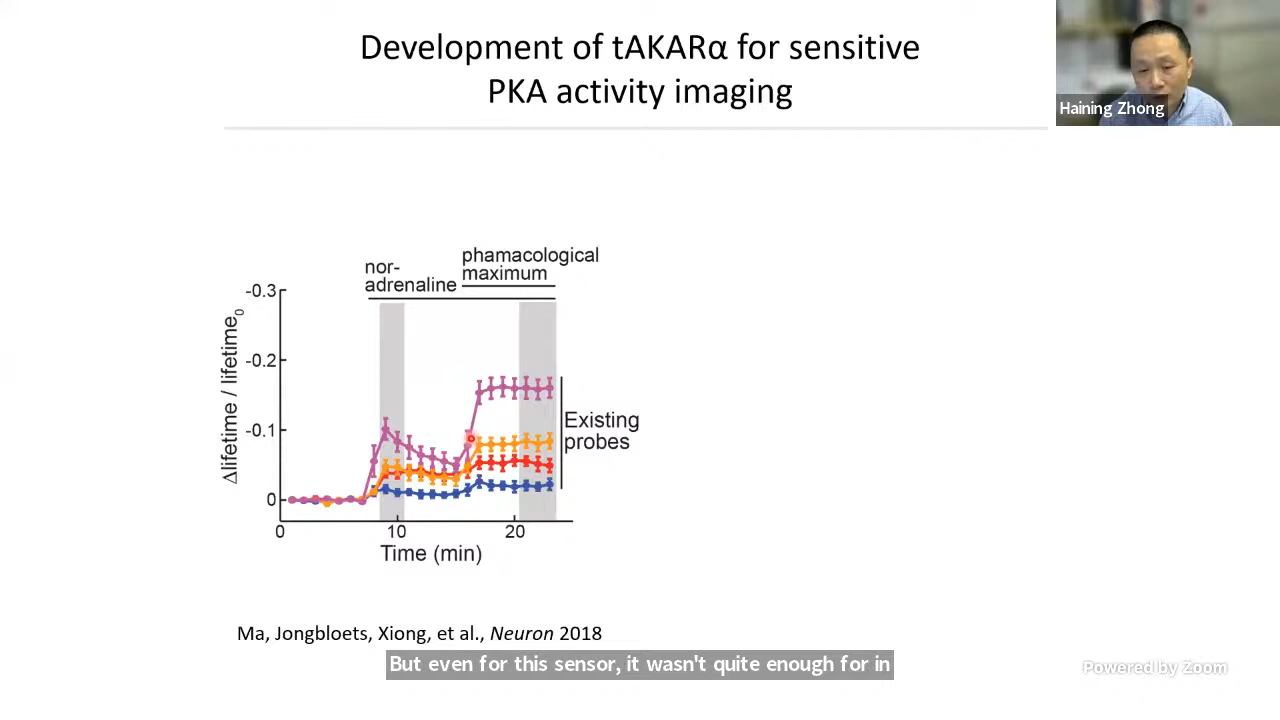 Development of tAKARα for sensitive
PKA activity imaging
Haining Zhong
phamacological
maximum
nor-
adrenaline
-0.3
-0.2
-0.1
0
Δlifetime / lifetime0
0
10
20
Time (min)
Existing
probes
Ma, Jongbloets, Xiong, et al., Neuron 2018
But even for this sensor, it wasn't quite enough for in
Powered by Zoom